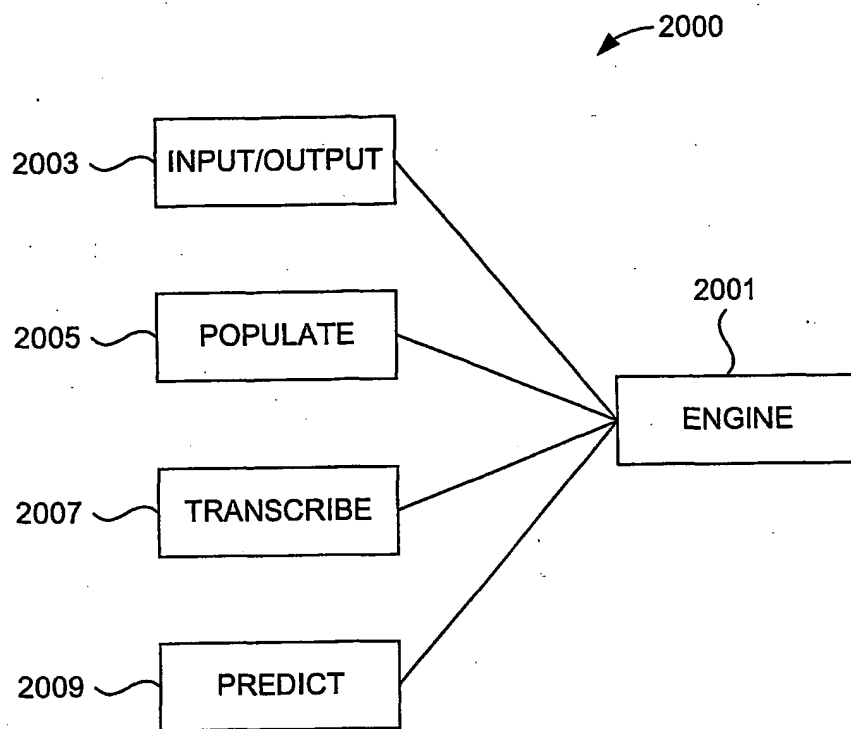 2000
2003
INPUT/OUTPUT
2005
POPULATE
2001
ENGINE
2007
TRANSCRIBE
2009
PREDICT